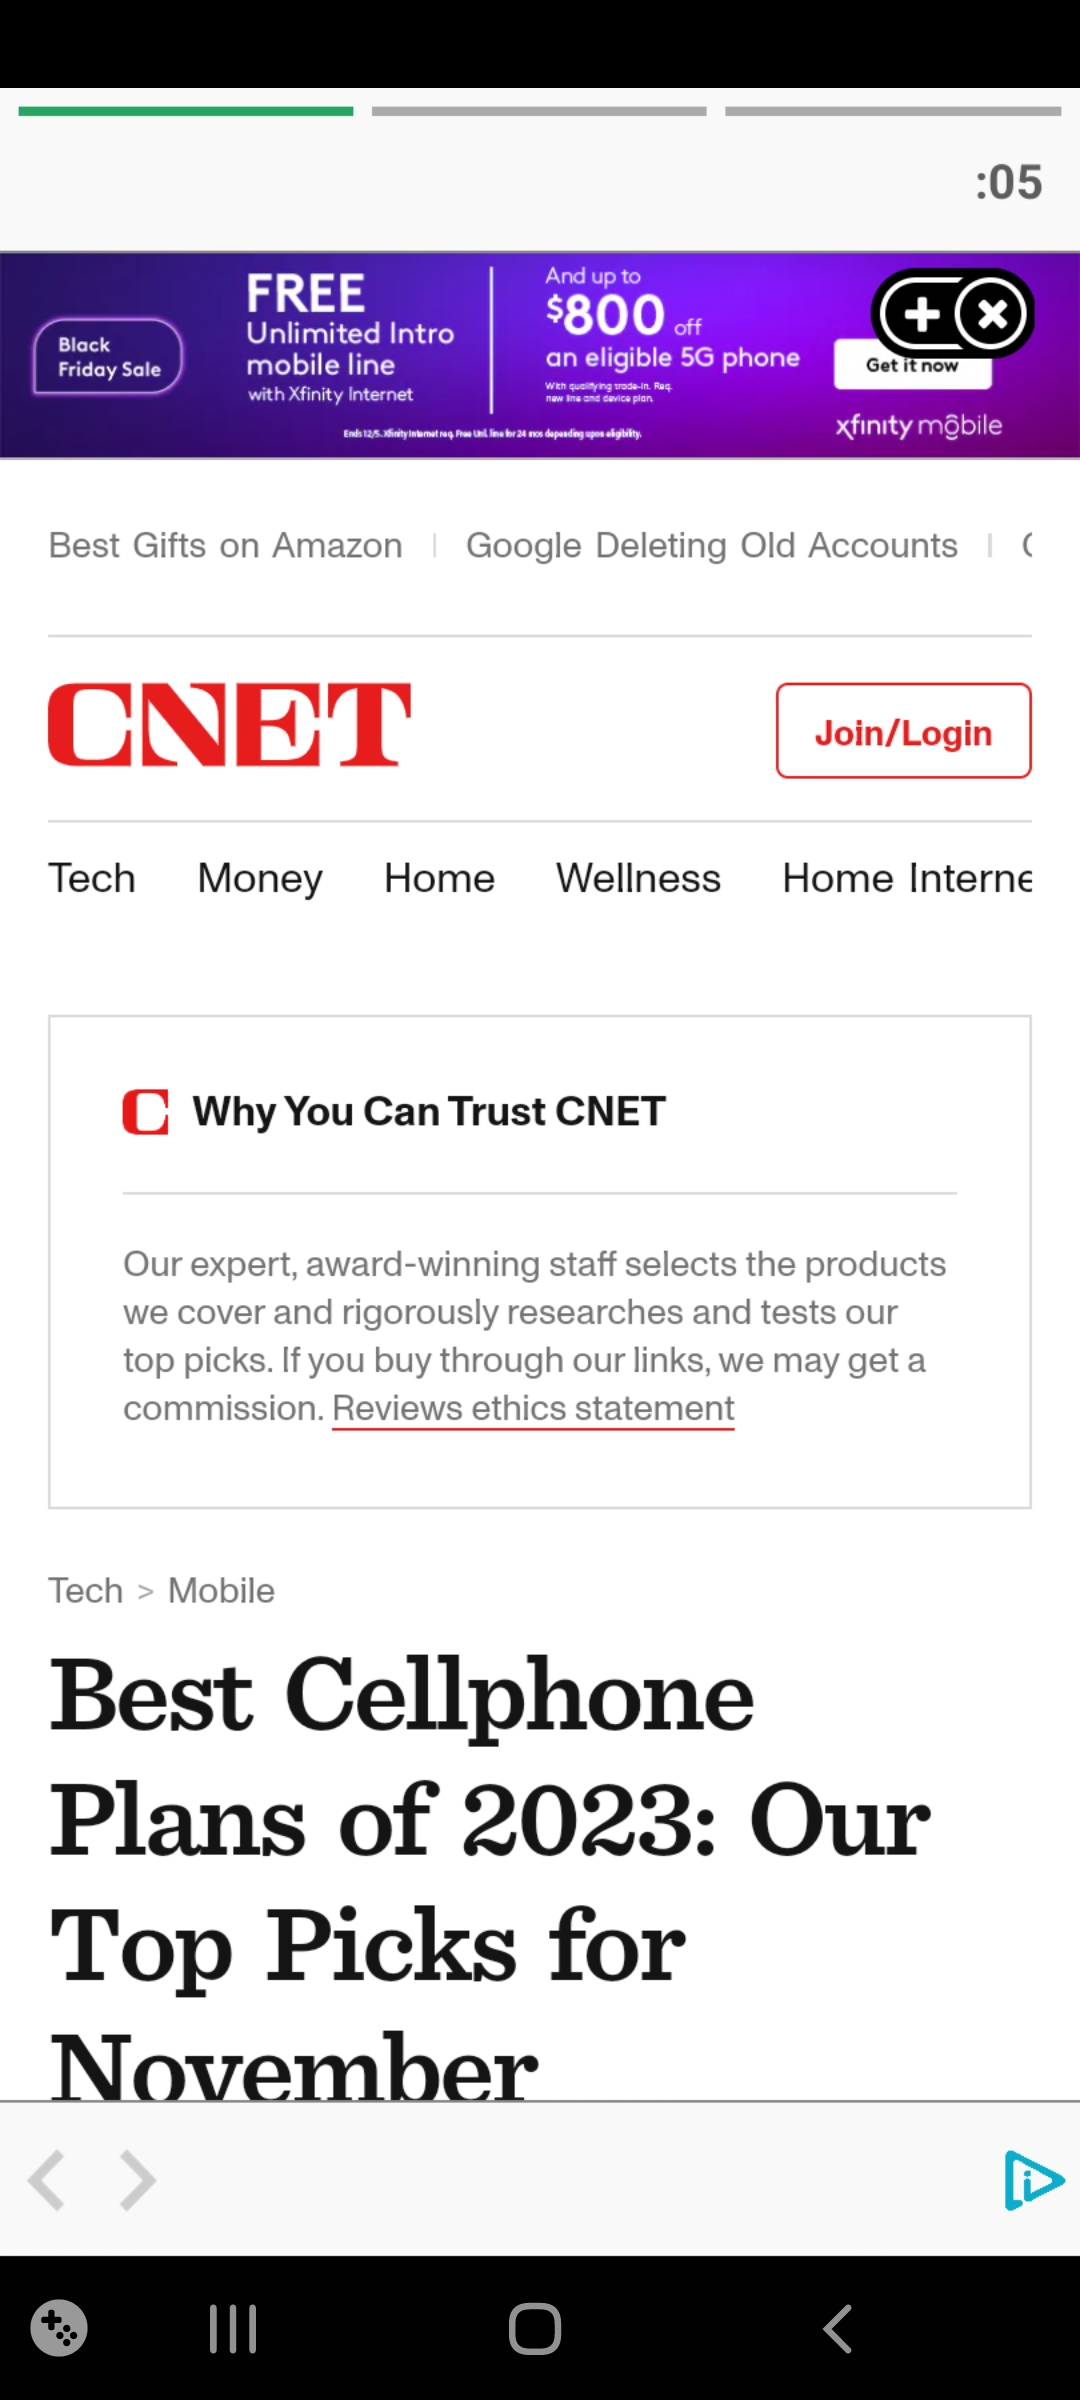 :05
Black
Friday Sale
FREE
Unlimited Intro
mobile line
with Xfinity Internet
And up to
$800 off
an eligible 5G phone
With qualifying trade-in. Req.
new line and device plan.
Get it now
xfinity mobile
Ends 12/5. Xfinity Internet req. Free Unl. line for 24 mos depending upon eligibility.
Best Gifts on Amazon | Google Deleting Old Accounts |
CNET
Join/Login
Tech Money Home Wellness Home Interne
C Why You Can Trust CNET
Our expert, award-winning staff selects the products
we cover and rigorously researches and tests our
top picks. If you buy through our links, we may get a
commission. Reviews ethics statement
Tech > Mobile
Best Cellphone
Plans of 2023: Our
Top Picks for
November